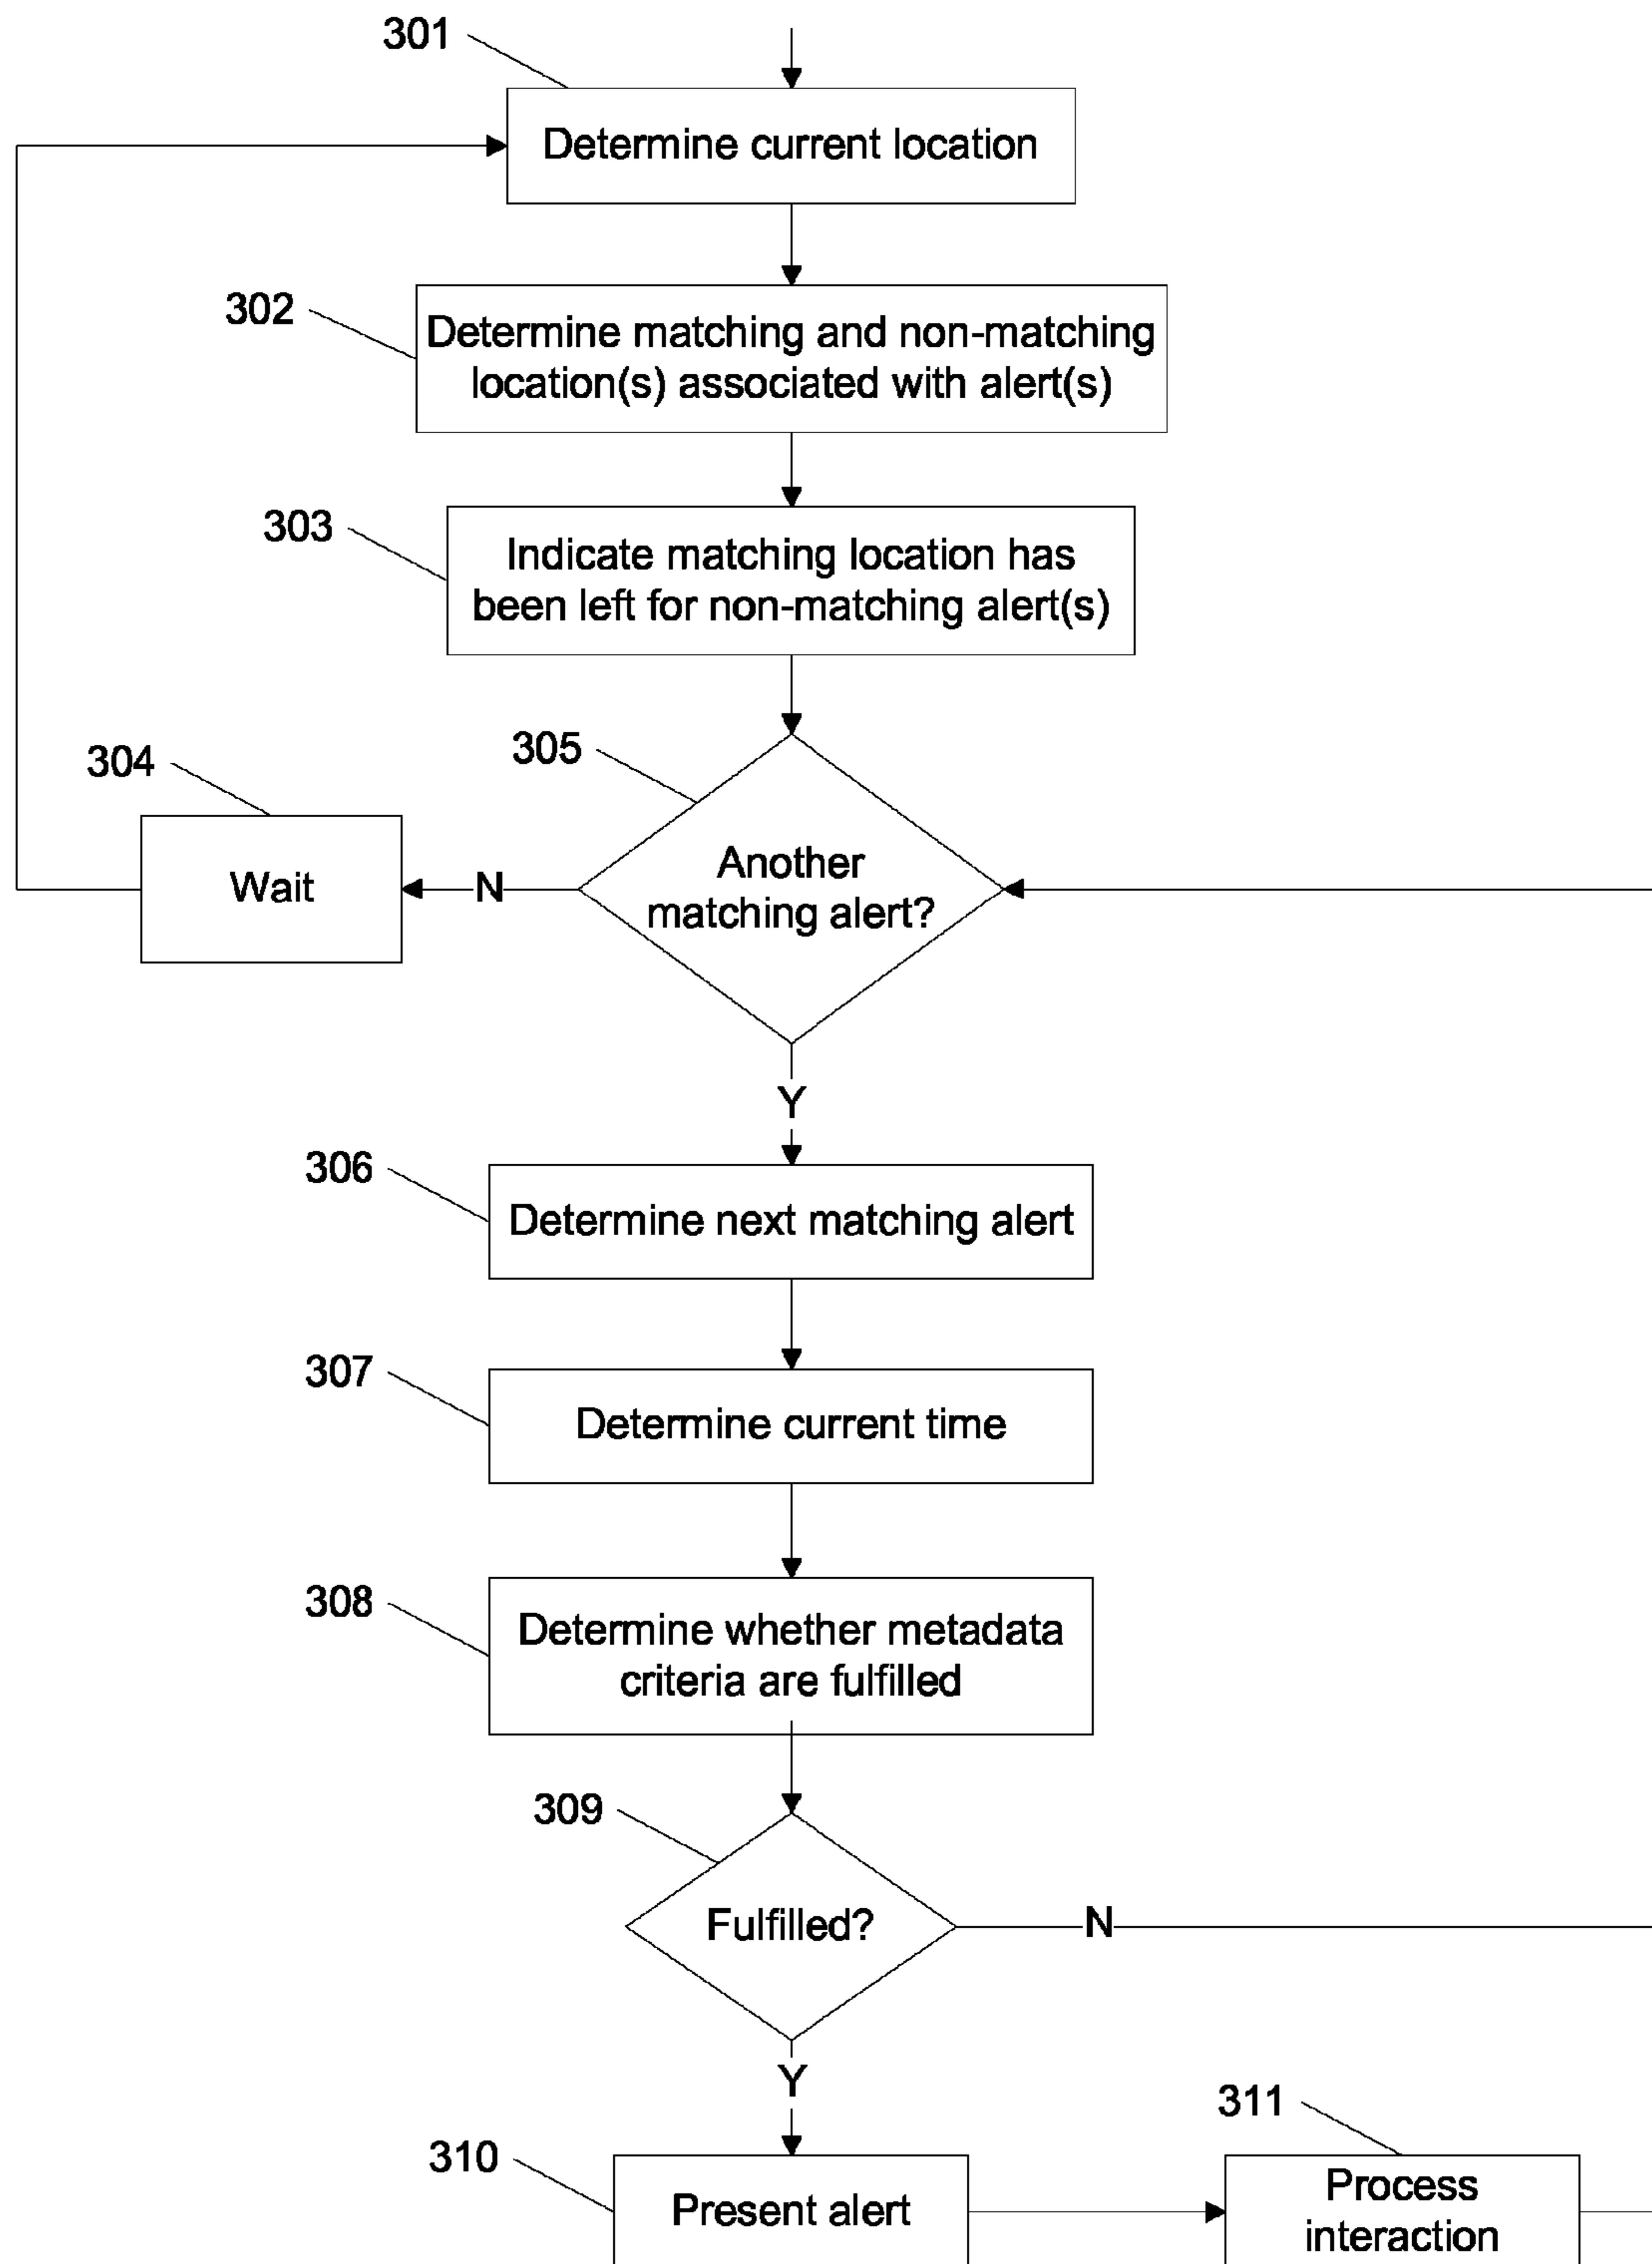 301
Determine current location
302
Determine matching and non-matching
location(s) associated with alert(s)
303
Indicate matching location has
been left for non-matching alert(s)
304
305
Another
matching alert?
Wait
N
Y
306
Determine next matching alert
307
Determine current time
308
Determine whether metadata
criteria are fulfilled
309
Fulfilled?
N
Y
310
Present alert
311
Process
interaction